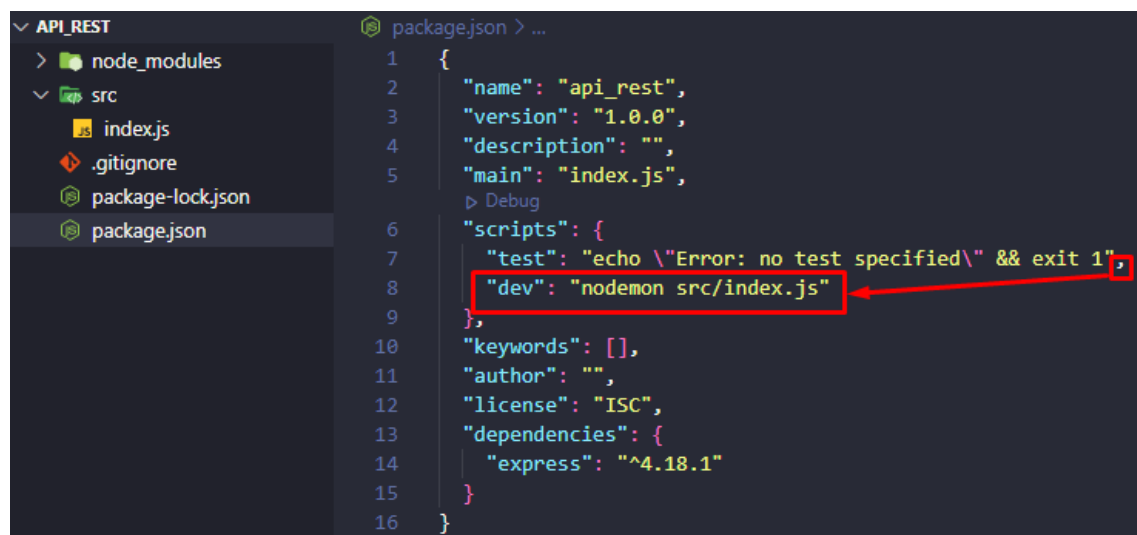 API_REST
node_modules
src
index.js
.gitignore
package-lock.json
package.json
package.json > ...
1 {
2 "name": "api_rest",
3 "version": "1.0.0",
4 "description": "",
5 "main": "index.js",
Debug
6 "scripts": {
7 "test": "echo \"Error: no test specified\" && exit 1",
8 "dev": "nodemon src/index.js"
9 },
10 "keywords": [],
11 "author": "",
12 "license": "ISC",
13 "dependencies": {
14 "express": "^4.18.1"
15 }
16 }